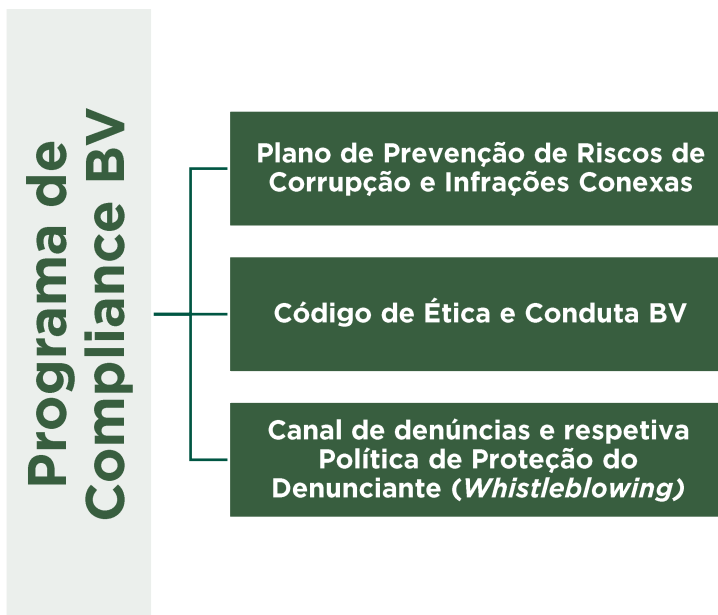 Programa de
Compliance BV
Plano de Prevenção de Riscos de
Corrupção e Infrações Conexas
Código de Ética e Conduta BV
Canal de denúncias e respetiva
Política de Proteção do
Denunciante (Whistleblowing)